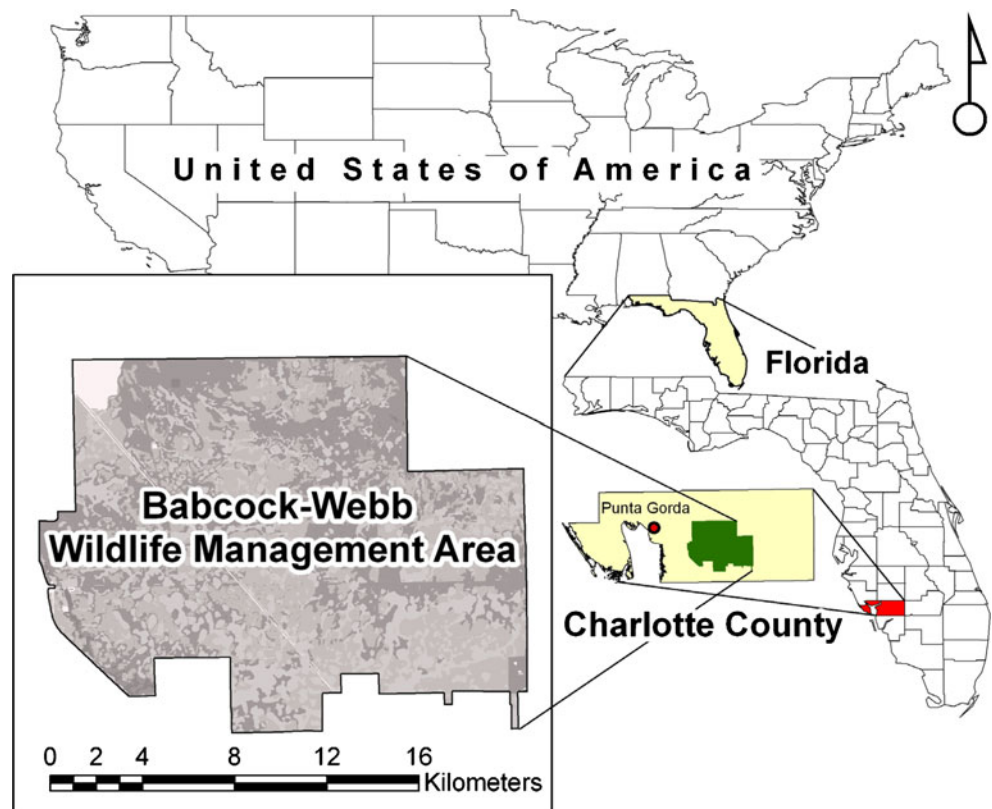 United States of America
Florida
Punta Gorda
Charlotte County
Babcock-Webb
Wildlife Management Area
0 2 4 8 12 16
Kilometers